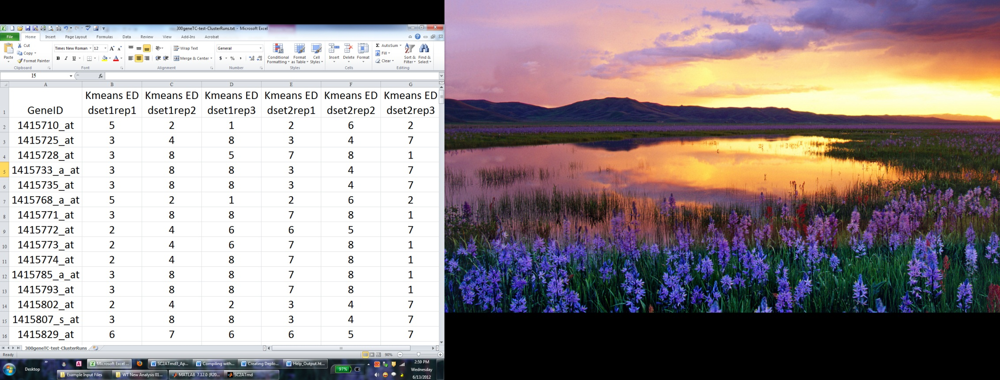 300geneTC-test-ClusterRuns.txt - Microsoft Excel
File Home Insert Page Layout Formulas Data Review View Add-Ins Acrobat
Cut
Copy
Format Painter
Paste
Clipboard
Times New Roman 12
B I U
Font
Wrap Text
Merge & Center
Alignment
General
$ % ,
Number
Conditional Formatting
Format as Table
Cell Styles
Styles
Insert Delete Format
Cells
Σ AutoSum
Fill
Clear
Sort & Filter
Find & Select
Editing
I5 fx
A B C D E F G
1 GeneID Kmeans ED dset1rep1 Kmeans ED dset1rep2 Kmeans ED dset1rep3 Kmeans ED dset2rep1 Kmeans ED dset2rep2 Kmeans ED dset2rep3
2 1415710_at 5 2 1 2 6 2
3 1415725_at 3 4 8 3 4 7
4 1415728_at 3 8 5 7 8 1
5 1415733_a_at 3 8 8 3 4 7
6 1415735_at 3 8 8 3 4 7
7 1415768_a_at 5 2 1 2 6 2
8 1415771_at 3 8 8 7 8 1
9 1415772_at 2 4 6 6 5 7
10 1415773_at 2 4 6 7 8 1
11 1415774_at 2 4 8 7 8 1
12 1415785_a_at 3 8 8 7 8 1
13 1415793_at 3 8 8 7 8 1
14 1415802_at 2 4 2 3 4 7
15 1415807_s_at 3 8 8 3 4 7
16 1415829_at 6 7 6 6 5 7
300geneTC-test-ClusterRuns
Ready 90%
Desktop » Microsoft Excel ... SC2ATmd3_Ap... Compiling with... Creating Deplo... Help_Output.ht...
Example Input Files WT New Analysis 01... MATLAB 7.12.0 (R20... SC2ATmd
97%
2:59 PM
Wednesday
6/13/2012